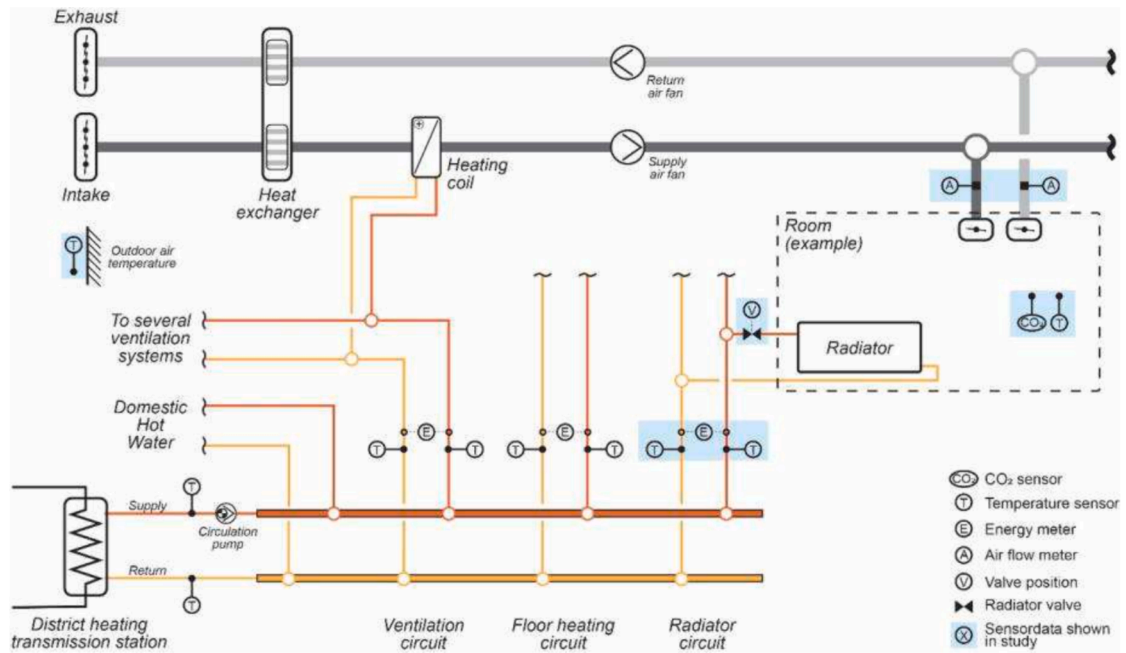 Exhaust
Return
air fan
Intake
Heat
exchanger
Heating
coil
Supply
air fan
A
A
Room
(example)
T
Outdoor air
temperature
CO₂
T
To several
ventilation
systems
V
Radiator
Domestic
Hot
Water
E
E
E
T
T
T
T
T
T
T
Supply
Circulation
pump
Return
T
District heating
transmission station
Ventilation
circuit
Floor heating
circuit
Radiator
circuit
CO₂ CO₂ sensor
T Temperature sensor
E Energy meter
A Air flow meter
V Valve position
Radiator valve
X Sensordata shown
in study